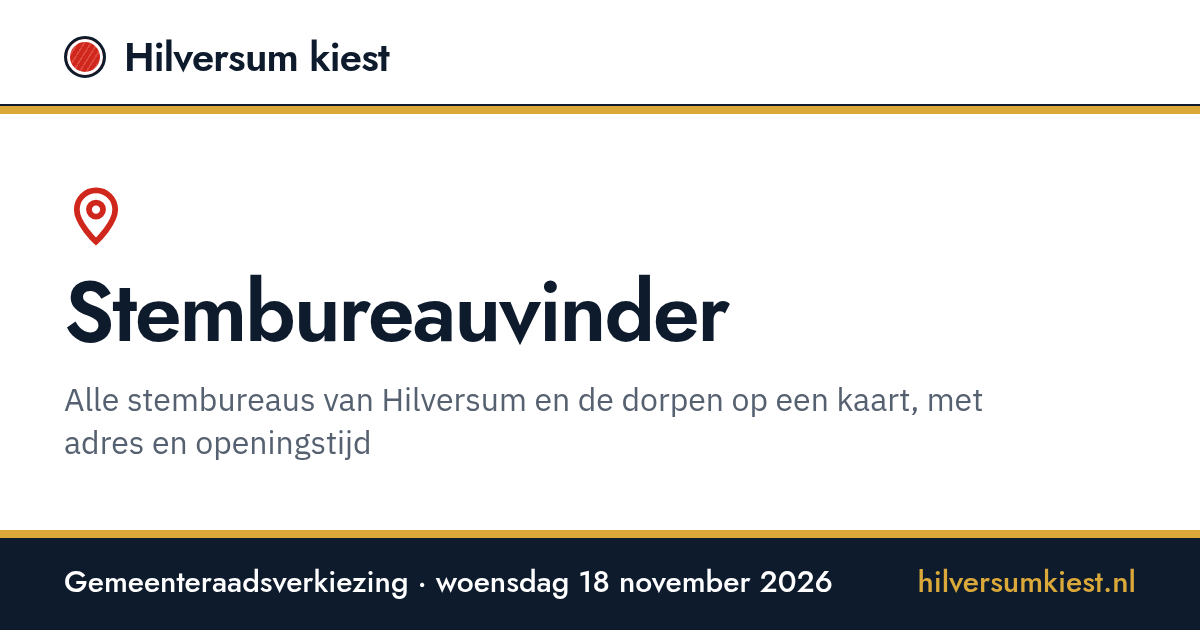 Hilversum kiest
Stembureauvinder
Alle stembureaus van Hilversum en de dorpen op een kaart, met
adres en openingstijd
Gemeenteraadsverkiezing · woensdag 18 november 2026
hilversumkiest.nl